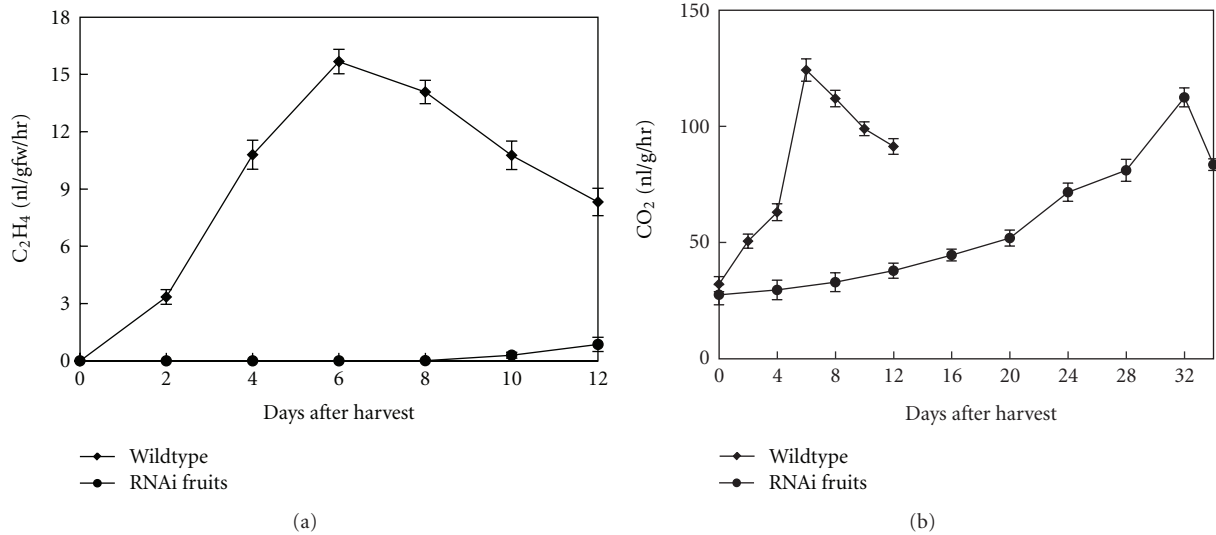 18
15
12
9
6
3
0
C₂H₄ (nl/gfw/hr)
0 2 4 6 8 10 12
Days after harvest
Wildtype
RNAi fruits
(a)
150
100
50
0
CO₂ (nl/g/hr)
0 4 8 12 16 20 24 28 32
Days after harvest
Wildtype
RNAi fruits
(b)